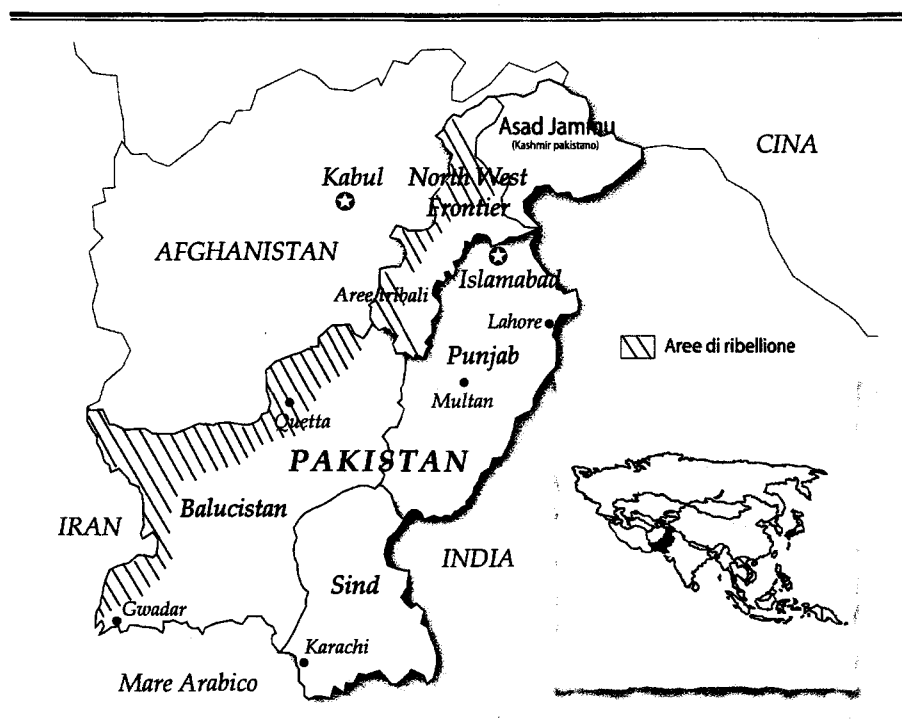 Asad Jammu
(Kashmir pakistano)
CINA
Kabul
North West
Frontier
AFGHANISTAN
Islamabad
Aree tribali
Lahore
Aree di ribellione
Punjab
Multan
Quetta
PAKISTAN
Balucistan
IRAN
INDIA
Sind
Gwadar
Karachi
Mare Arabico